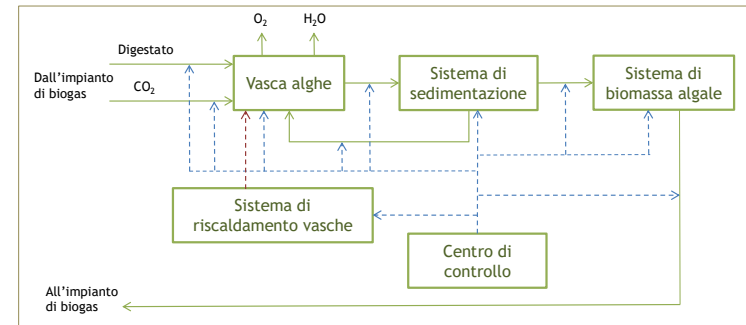 O₂
H₂O
Digestato
Dall'impianto
di biogas
CO₂
Vasca alghe
Sistema di
sedimentazione
Sistema di
biomassa algale
Sistema di
riscaldamento vasche
Centro di
controllo
All'impianto
di biogas